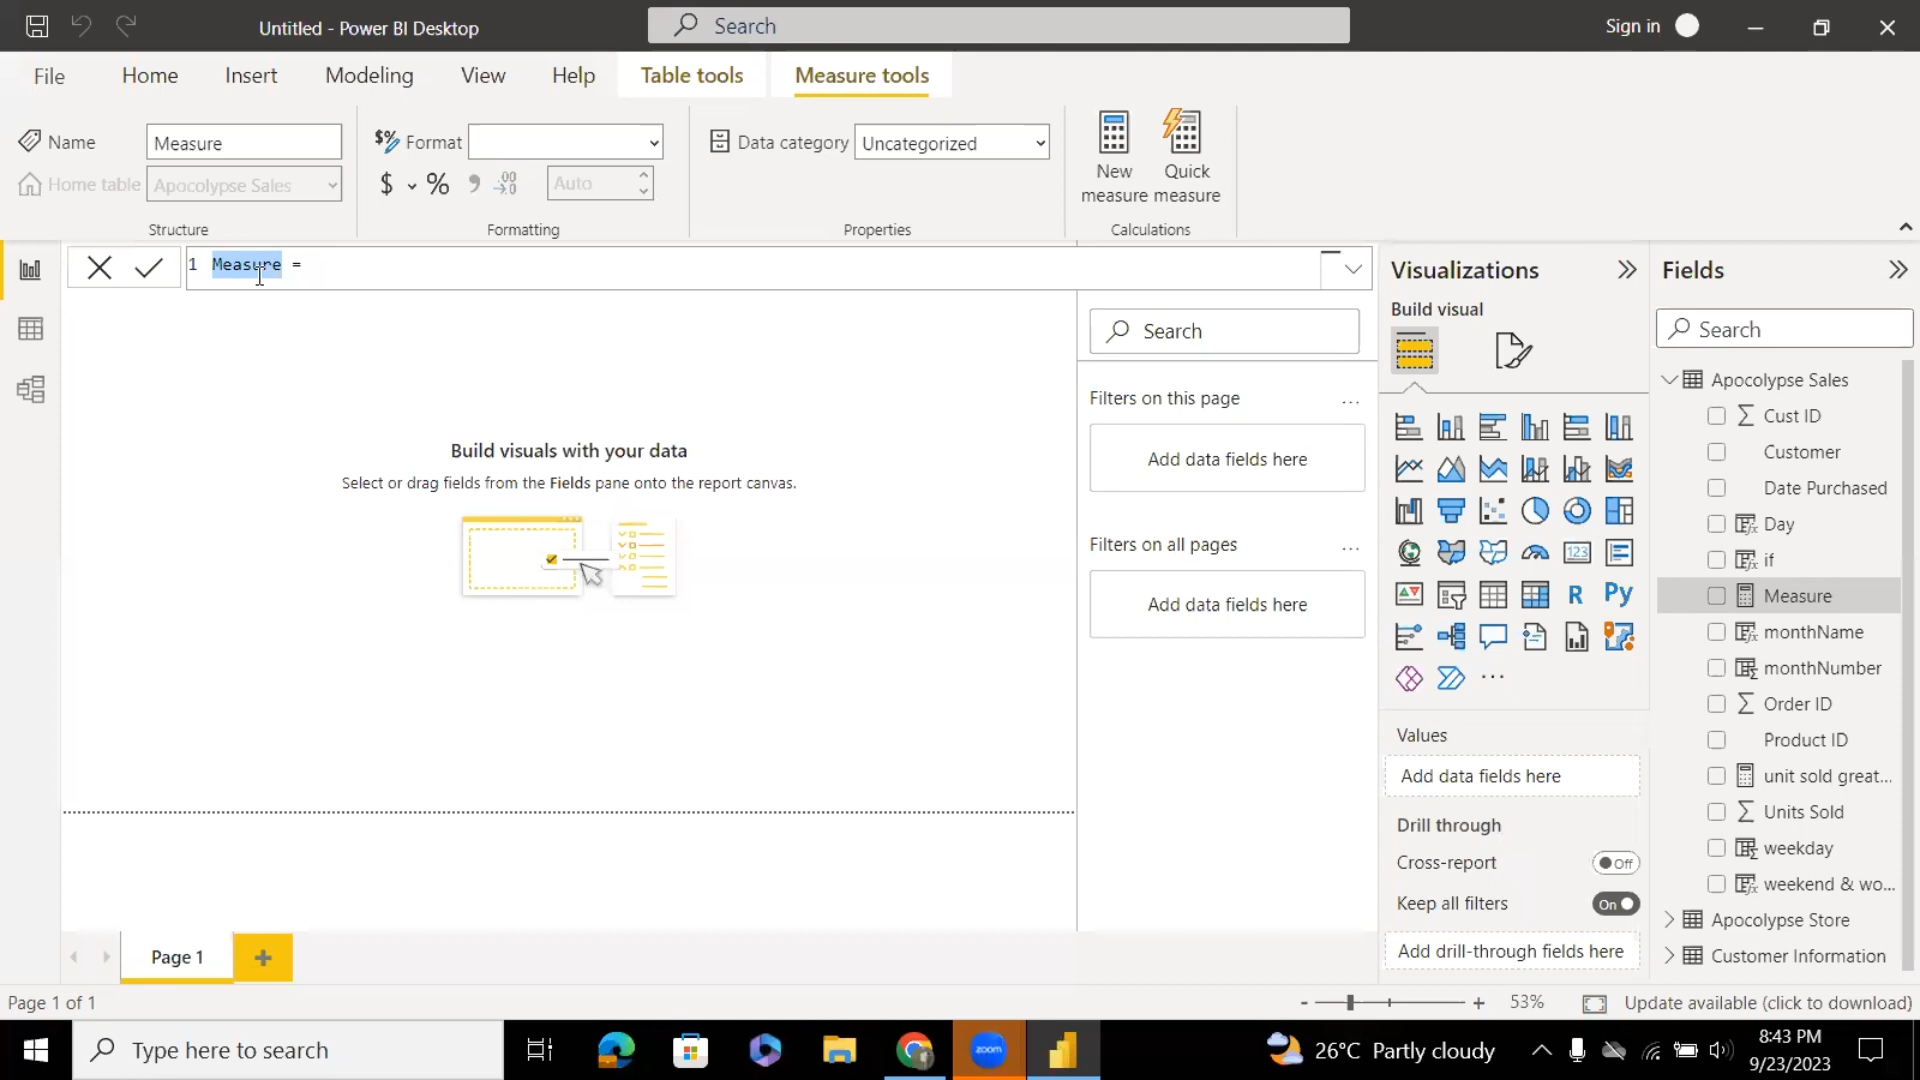 Untitled - Power BI Desktop
Search
Sign in
File
Home
Insert
Modeling
View
Help
Table tools
Measure tools
Name
Measure
Home table
Apocolypse Sales
Structure
Format
$
%
Auto
Formatting
Data category
Uncategorized
Properties
New
measure
Quick
measure
Calculations
1 Measure =
Build visuals with your data
Select or drag fields from the Fields pane onto the report canvas.
Search
Filters on this page
...
Add data fields here
Filters on all pages
...
Add data fields here
Visualizations
Build visual
123
R
Py
...
Values
Add data fields here
Drill through
Cross-report
Off
Keep all filters
On
Add drill-through fields here
Fields
Search
Apocolypse Sales
Cust ID
Customer
Date Purchased
Day
if
Measure
monthName
monthNumber
Order ID
Product ID
unit sold great...
Units Sold
weekday
weekend & wo...
Apocolypse Store
Customer Information
Page 1
Page 1 of 1
- + 53%
Update available (click to download)
Type here to search
zoom
26°C Partly cloudy
8:43 PM
9/23/2023